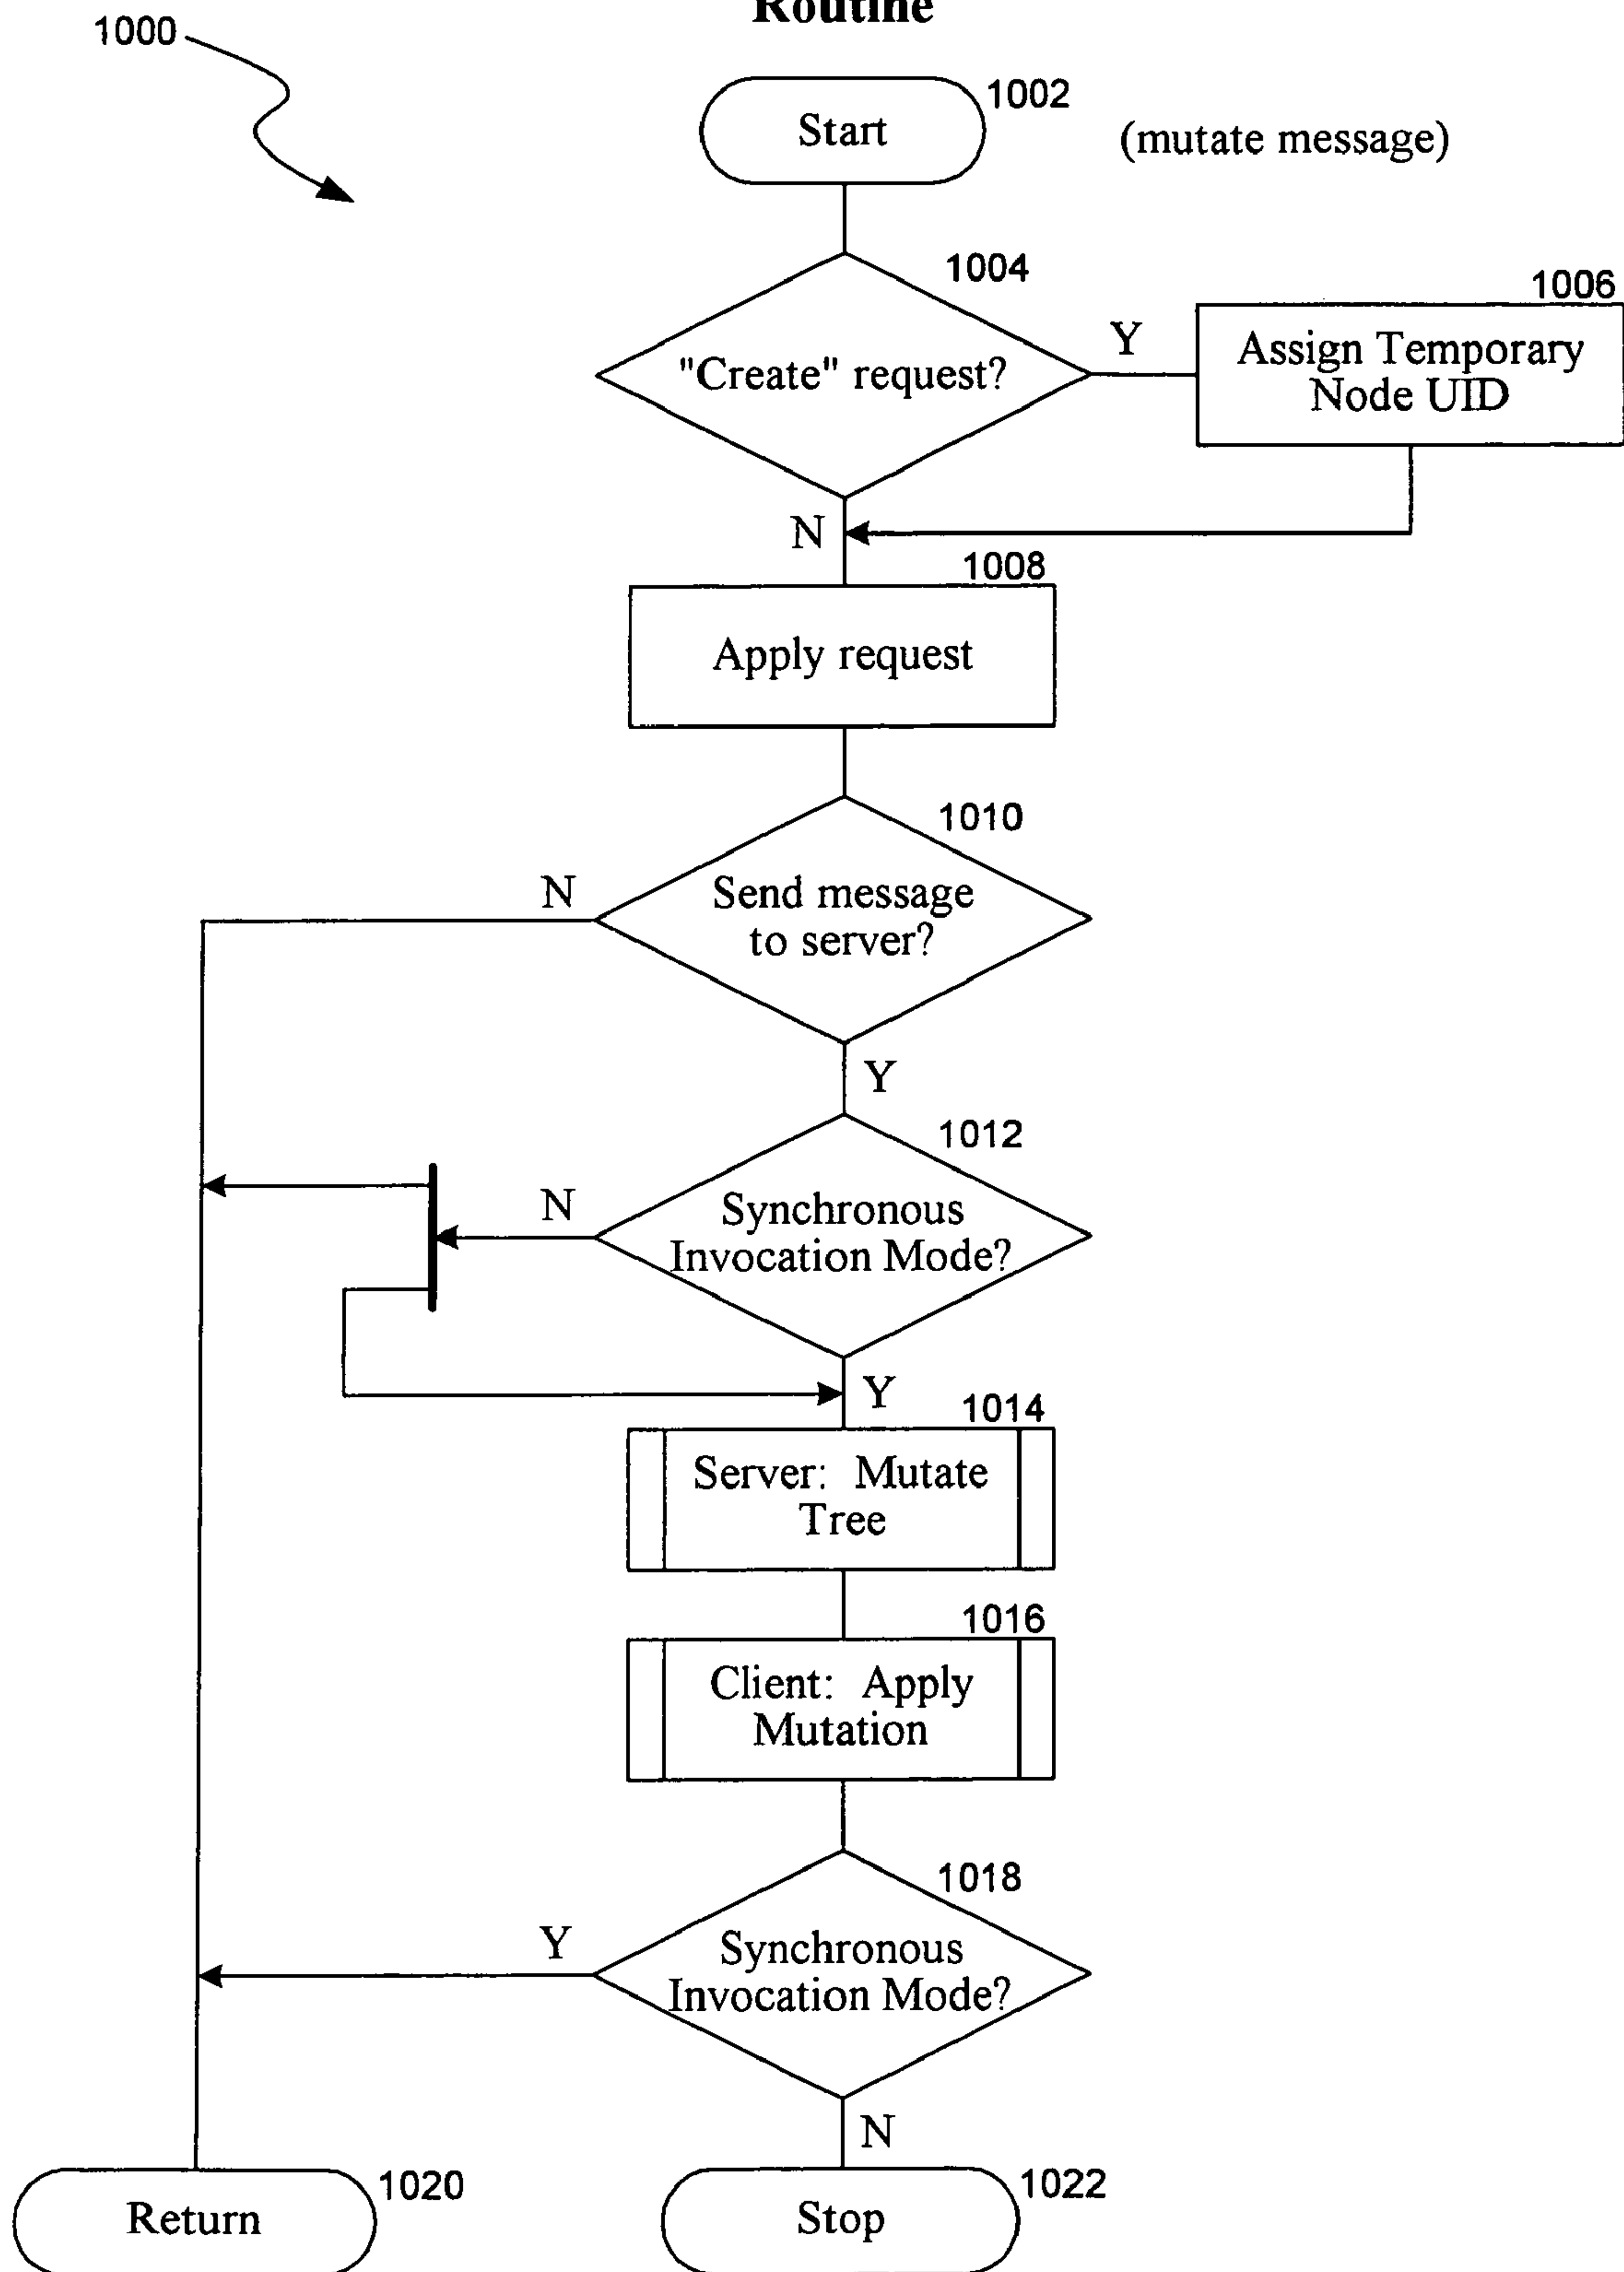 Routine
1000
Start
1002
(mutate message)
1004
"Create" request?
Y
1006
Assign Temporary
Node UID
N
1008
Apply request
1010
Send message
to server?
N
Y
1012
Synchronous
Invocation Mode?
N
Y
1014
Server: Mutate
Tree
1016
Client: Apply
Mutation
1018
Synchronous
Invocation Mode?
Y
N
Return
1020
Stop
1022